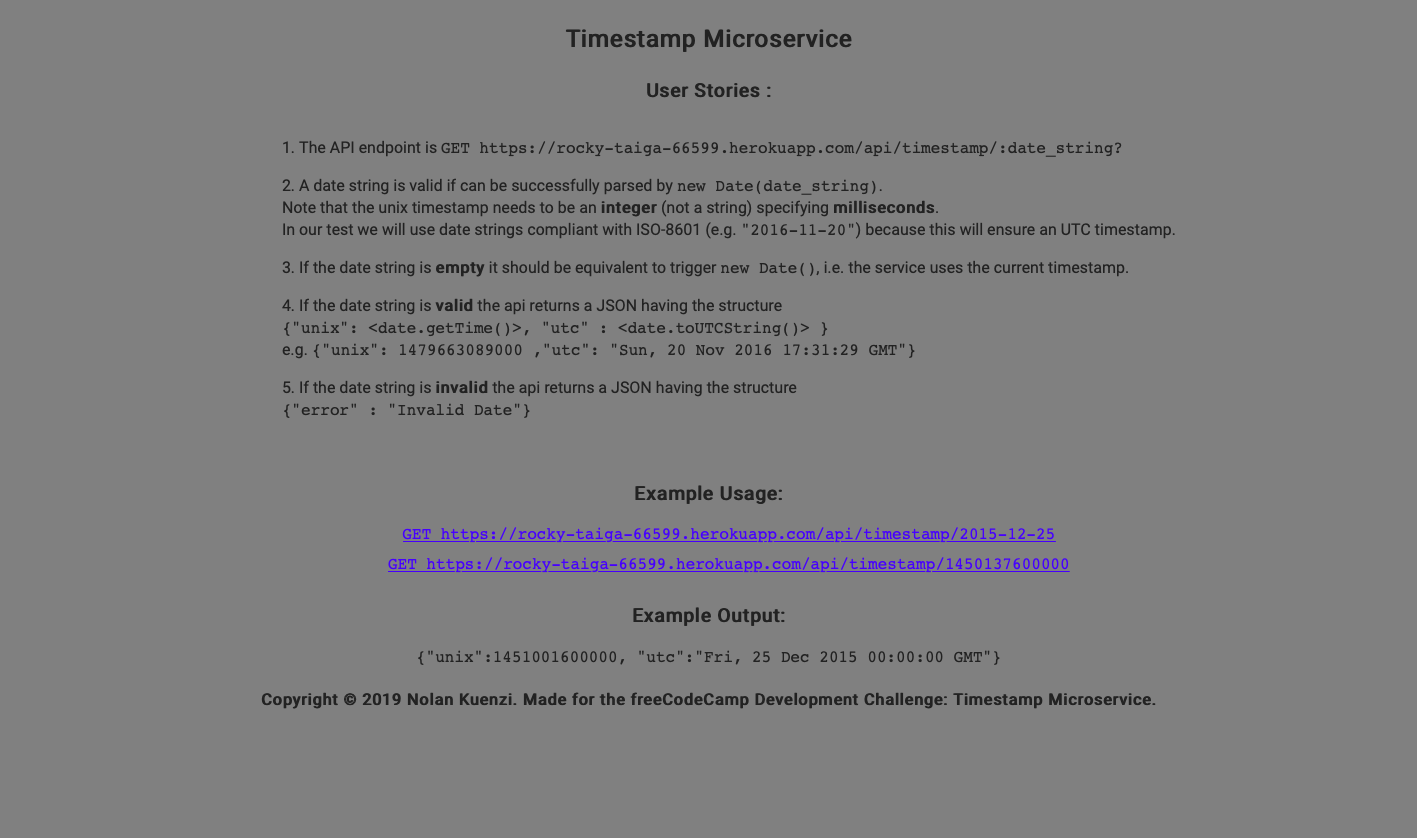 Timestamp Microservice
User Stories :
1. The API endpoint is GET https://rocky-taiga-66599.herokuapp.com/api/timestamp/:date_string?
2. A date string is valid if can be successfully parsed by new Date(date_string).
Note that the unix timestamp needs to be an integer (not a string) specifying milliseconds.
In our test we will use date strings compliant with ISO-8601 (e.g. "2016-11-20") because this will ensure an UTC timestamp.
3. If the date string is empty it should be equivalent to trigger new Date(), i.e. the service uses the current timestamp.
4. If the date string is valid the api returns a JSON having the structure
{"unix": <date.getTime()>, "utc" : <date.toUTCString()> }
e.g. {"unix": 1479663089000 ,"utc": "Sun, 20 Nov 2016 17:31:29 GMT"}
5. If the date string is invalid the api returns a JSON having the structure
{"error" : "Invalid Date"}
Example Usage:
GET https://rocky-taiga-66599.herokuapp.com/api/timestamp/2015-12-25
GET https://rocky-taiga-66599.herokuapp.com/api/timestamp/1450137600000
Example Output:
{"unix":1451001600000, "utc":"Fri, 25 Dec 2015 00:00:00 GMT"}
Copyright © 2019 Nolan Kuenzi. Made for the freeCodeCamp Development Challenge: Timestamp Microservice.